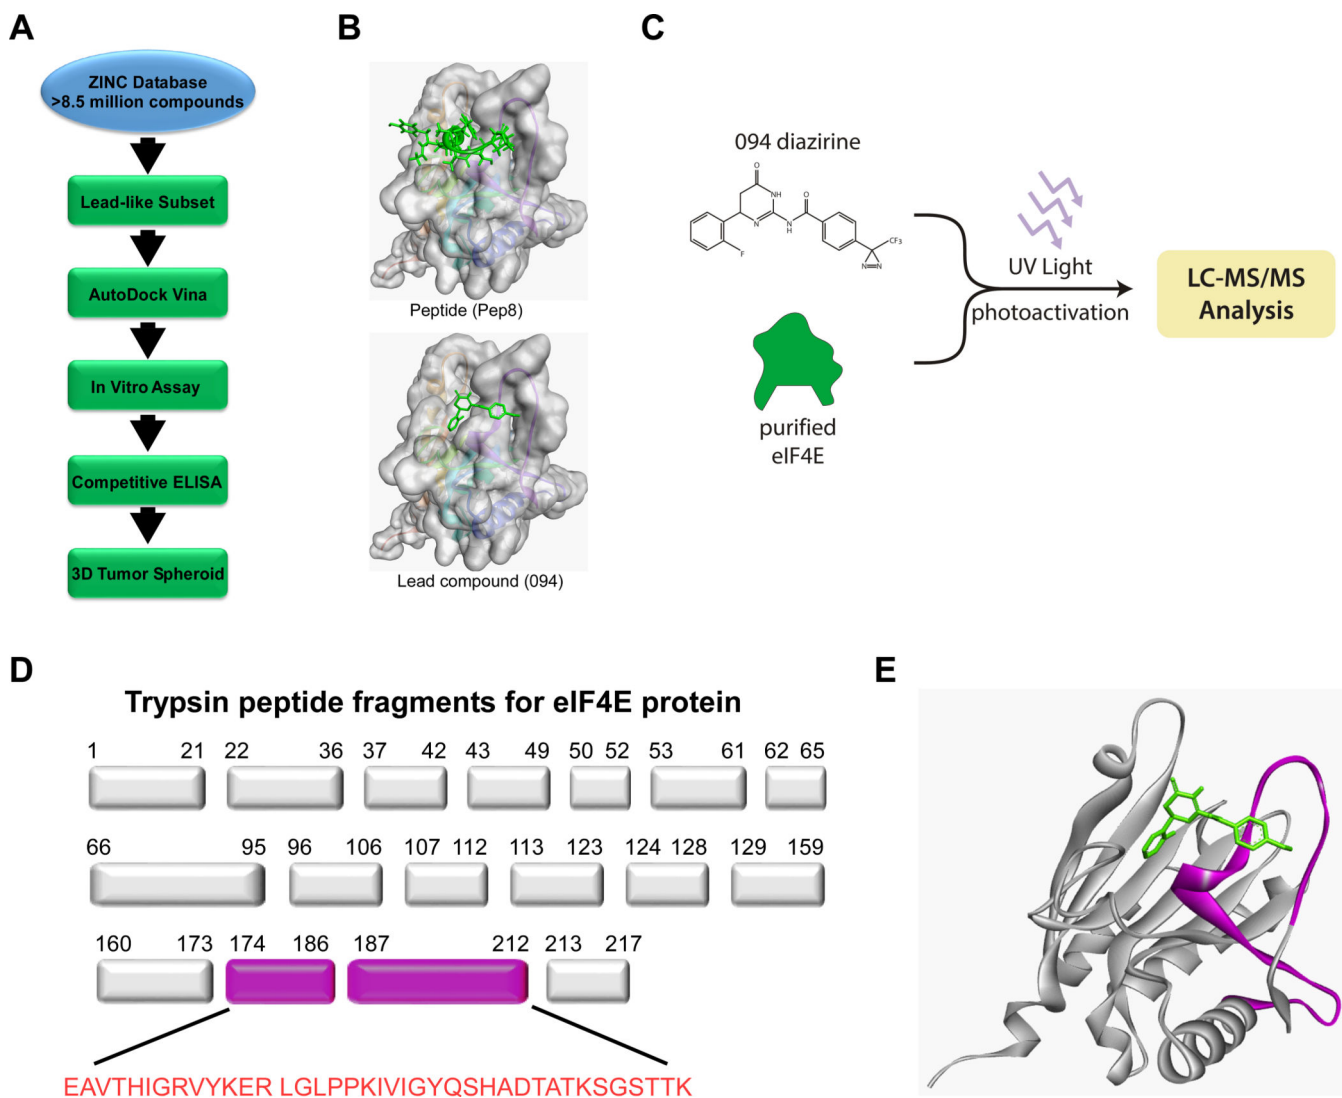 A
ZINC Database
>8.5 million compounds
Lead-like Subset
AutoDock Vina
In Vitro Assay
Competitive ELISA
3D Tumor Spheroid
B
Peptide (Pep8)
Lead compound (094)
C
094 diazirine
O
NH
N
N
H
O
F
CF3
N
N
purified
eIF4E
UV Light
photoactivation
LC-MS/MS
Analysis
D
Trypsin peptide fragments for eIF4E protein
1 21 22 36 37 42 43 49 50 52 53 61 62 65
66 95 96 106 107 112 113 123 124 128 129 159
160 173 174 186 187 212 213 217
EAVTHIGRVYKER LGLPPKIVIGYQSHADTATKSGSTTK
E